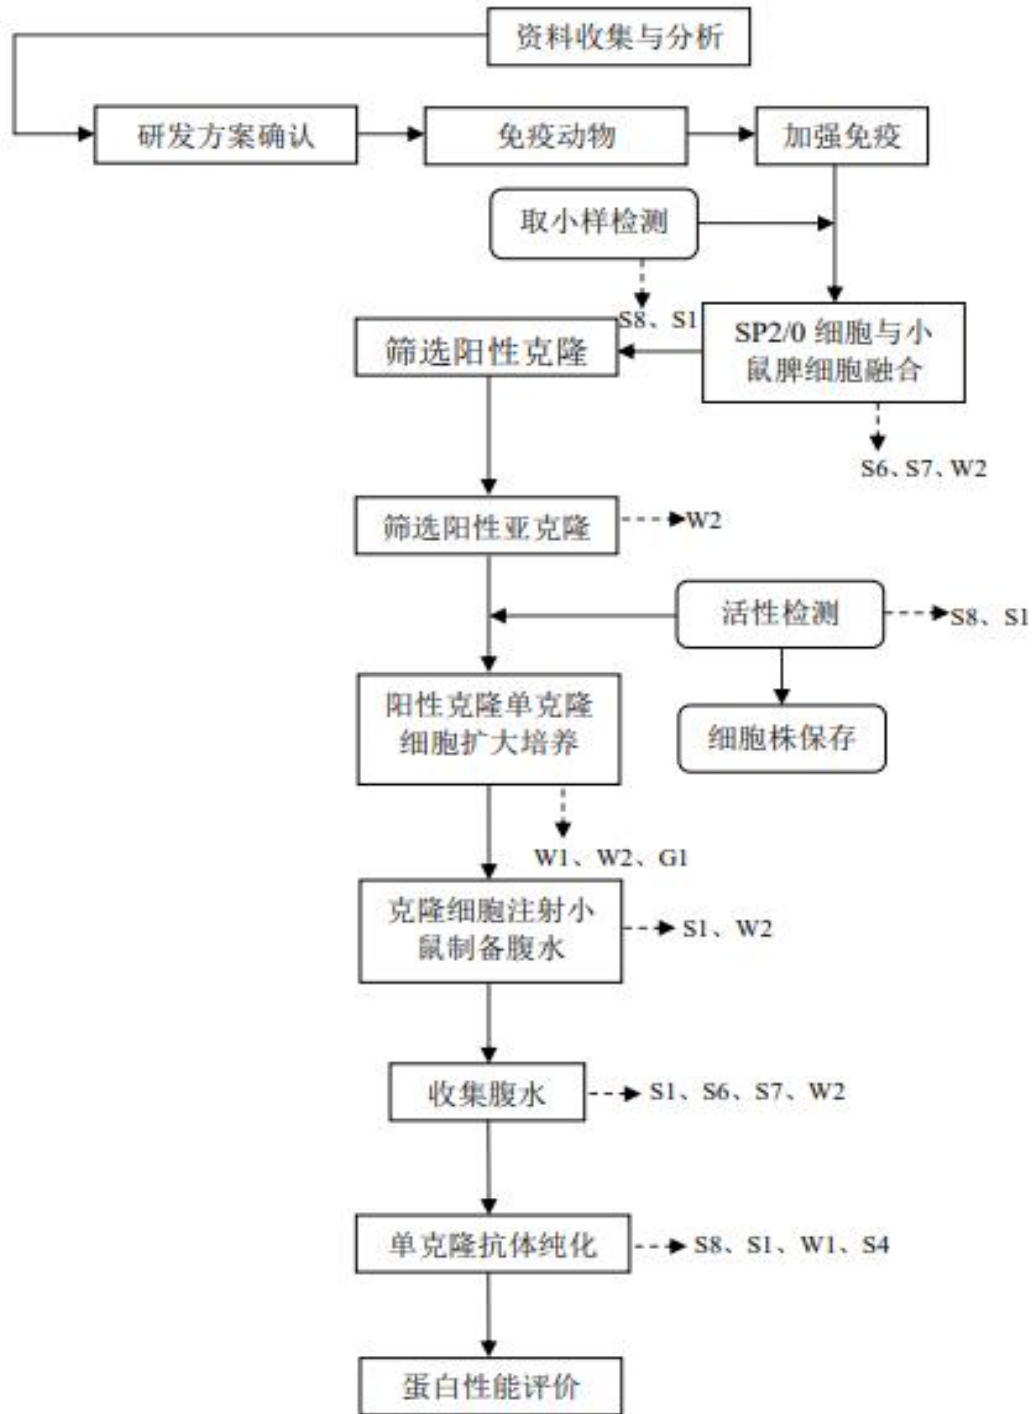 资料收集与分析
研发方案确认
免疫动物
加强免疫
取小样检测
S8、S1
SP2/0 细胞与小
鼠脾细胞融合
筛选阳性克隆
S6、S7、W2
筛选阳性亚克隆
W2
活性检测
S8、S1
阳性克隆单克隆
细胞扩大培养
细胞株保存
W1、W2、G1
克隆细胞注射小
鼠制备腹水
S1、W2
收集腹水
S1、S6、S7、W2
单克隆抗体纯化
S8、S1、W1、S4
蛋白性能评价